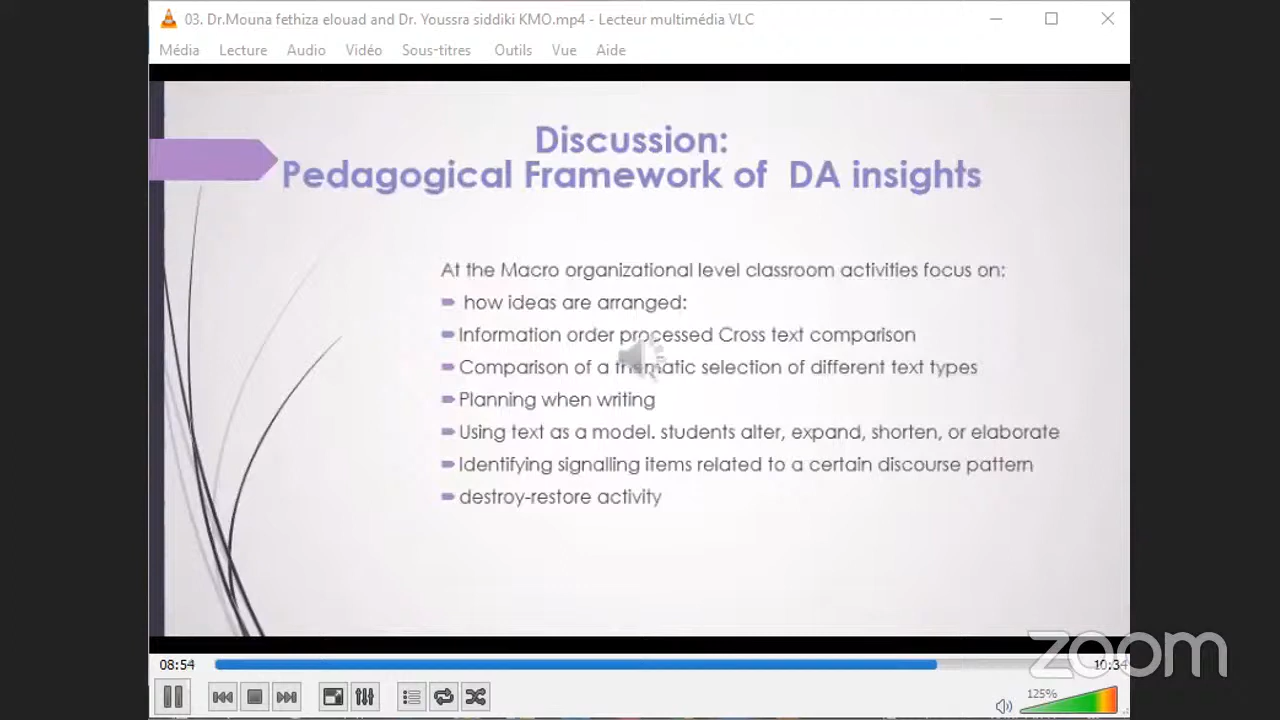 03. Dr.Mouna fethiza elouad and Dr. Youssra siddiki KMO.mp4 - Lecteur multimédia VLC
Média Lecture Audio Vidéo Sous-titres Outils Vue Aide
Discussion:
Pedagogical Framework of DA insights
At the Macro organizational level classroom activities focus on:
how ideas are arranged:
Information order processed Cross text comparison
Comparison of a thematic selection of different text types
Planning when writing
Using text as a model. students alter, expand, shorten, or elaborate
Identifying signalling items related to a certain discourse pattern
destroy-restore activity
zoom
08:54
10:34
125%